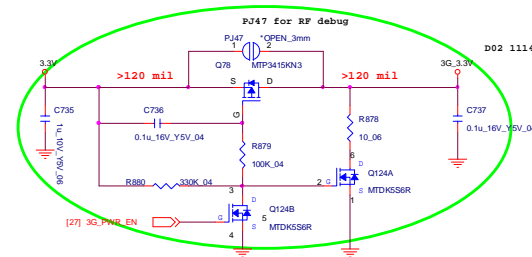 PJ47 for RF debug
PJ47 *OPEN_3mm
1 2
D02 1114
3.3V
Q78 MTP3415KN3
3G_3.3V
>120 mil
S D
>120 mil
G
C735
1u_10V_Y5V_06
C736
0.1u_16V_Y5V_04
R878
10_06
C737
0.1u_16V_Y5V_04
R879
100K_04
6
D
Q124A
R880 330K_04
2 G
MTDK5S6R
3
D
S
1
Q124B
[27] 3G_PWR_EN
G
5
S
4
MTDK5S6R